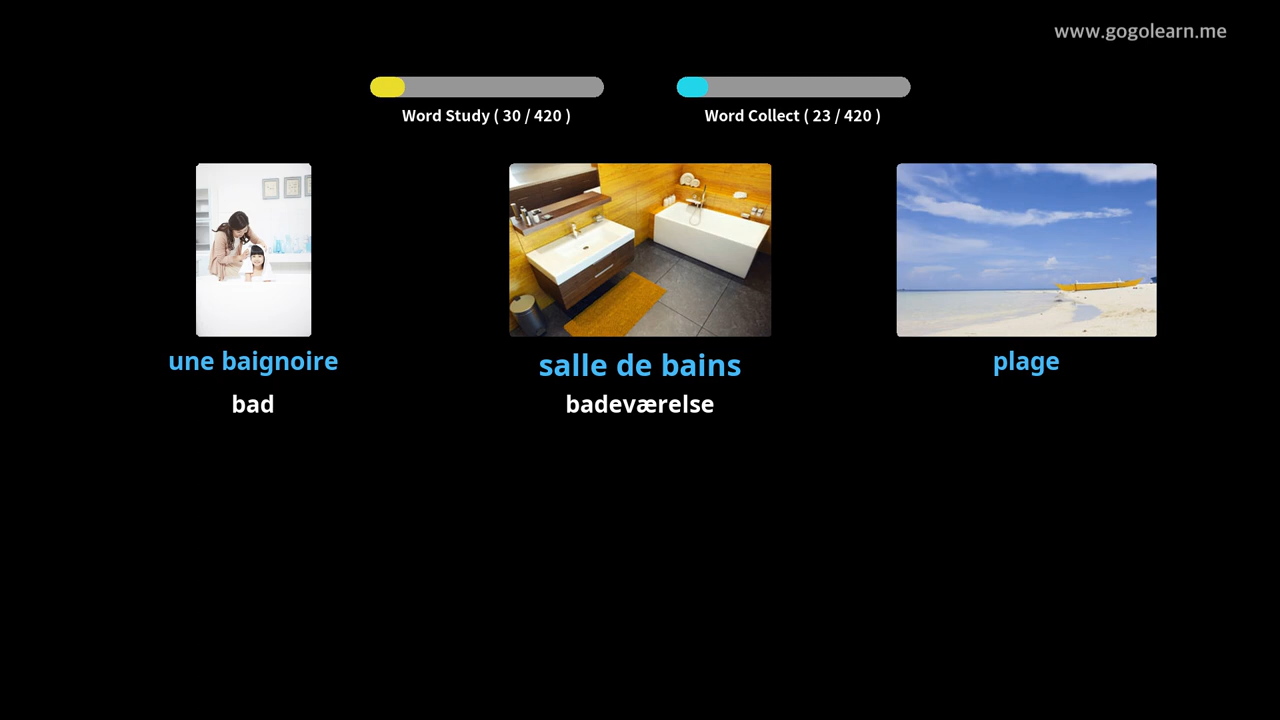 www.gogolearn.me
Word Study ( 30 / 420 )
Word Collect ( 23 / 420 )
une baignoire
bad
salle de bains
badeværelse
plage